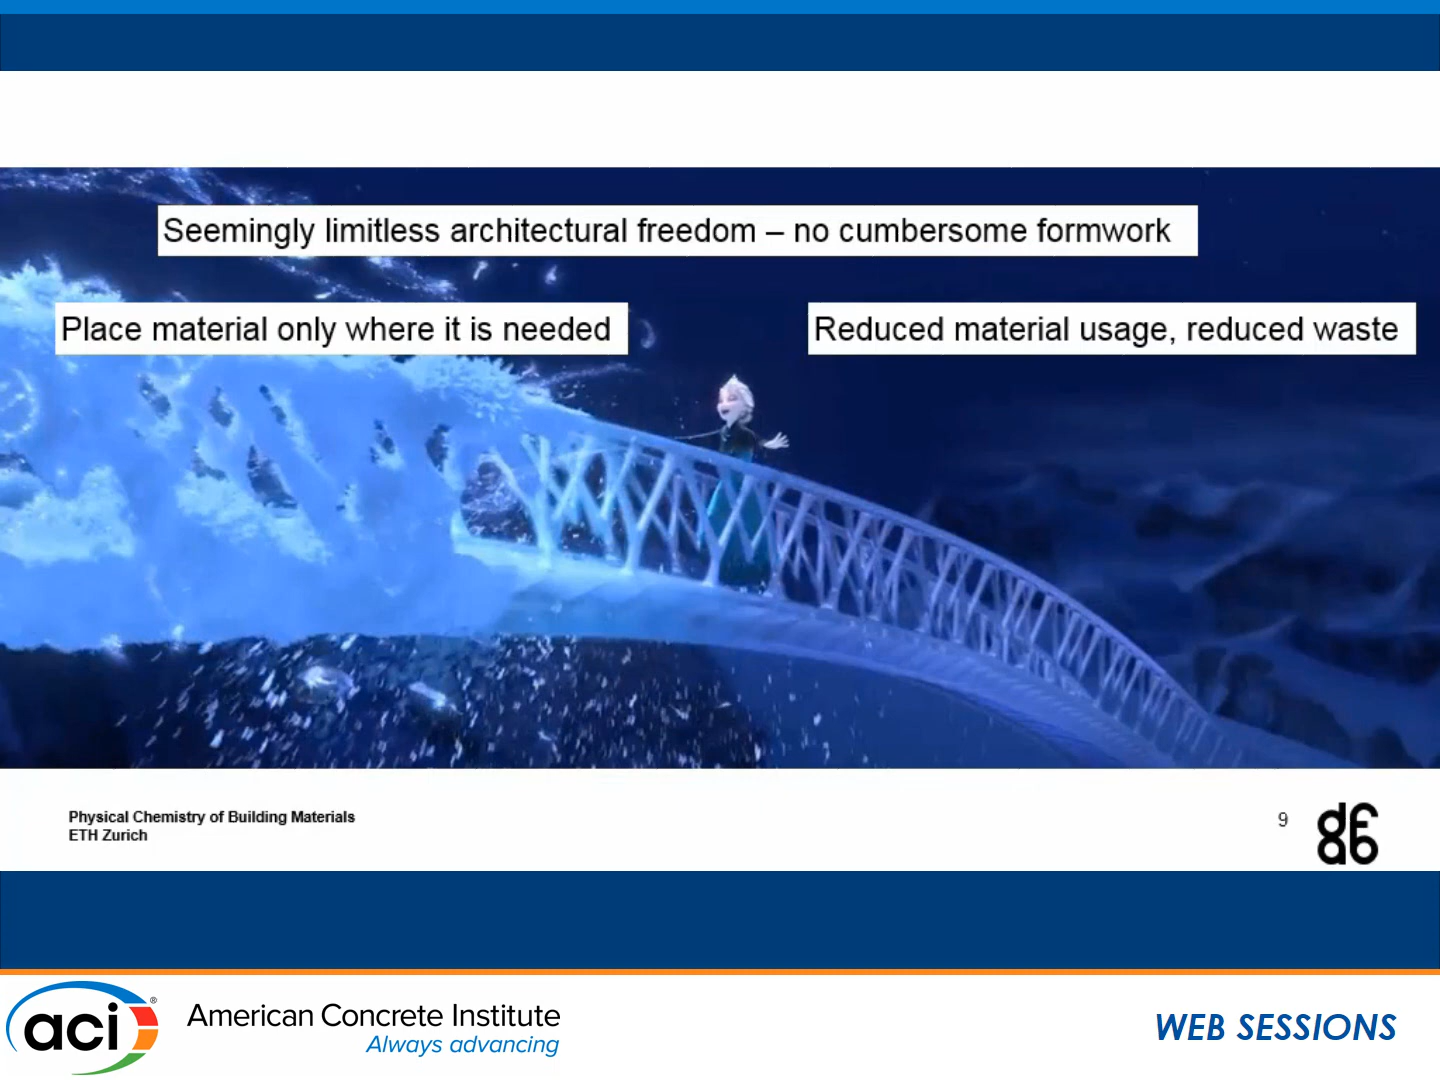 Seemingly limitless architectural freedom – no cumbersome formwork
Place material only where it is needed
Reduced material usage, reduced waste
Physical Chemistry of Building Materials
ETH Zurich
9
aci®
American Concrete Institute
Always advancing
WEB SESSIONS